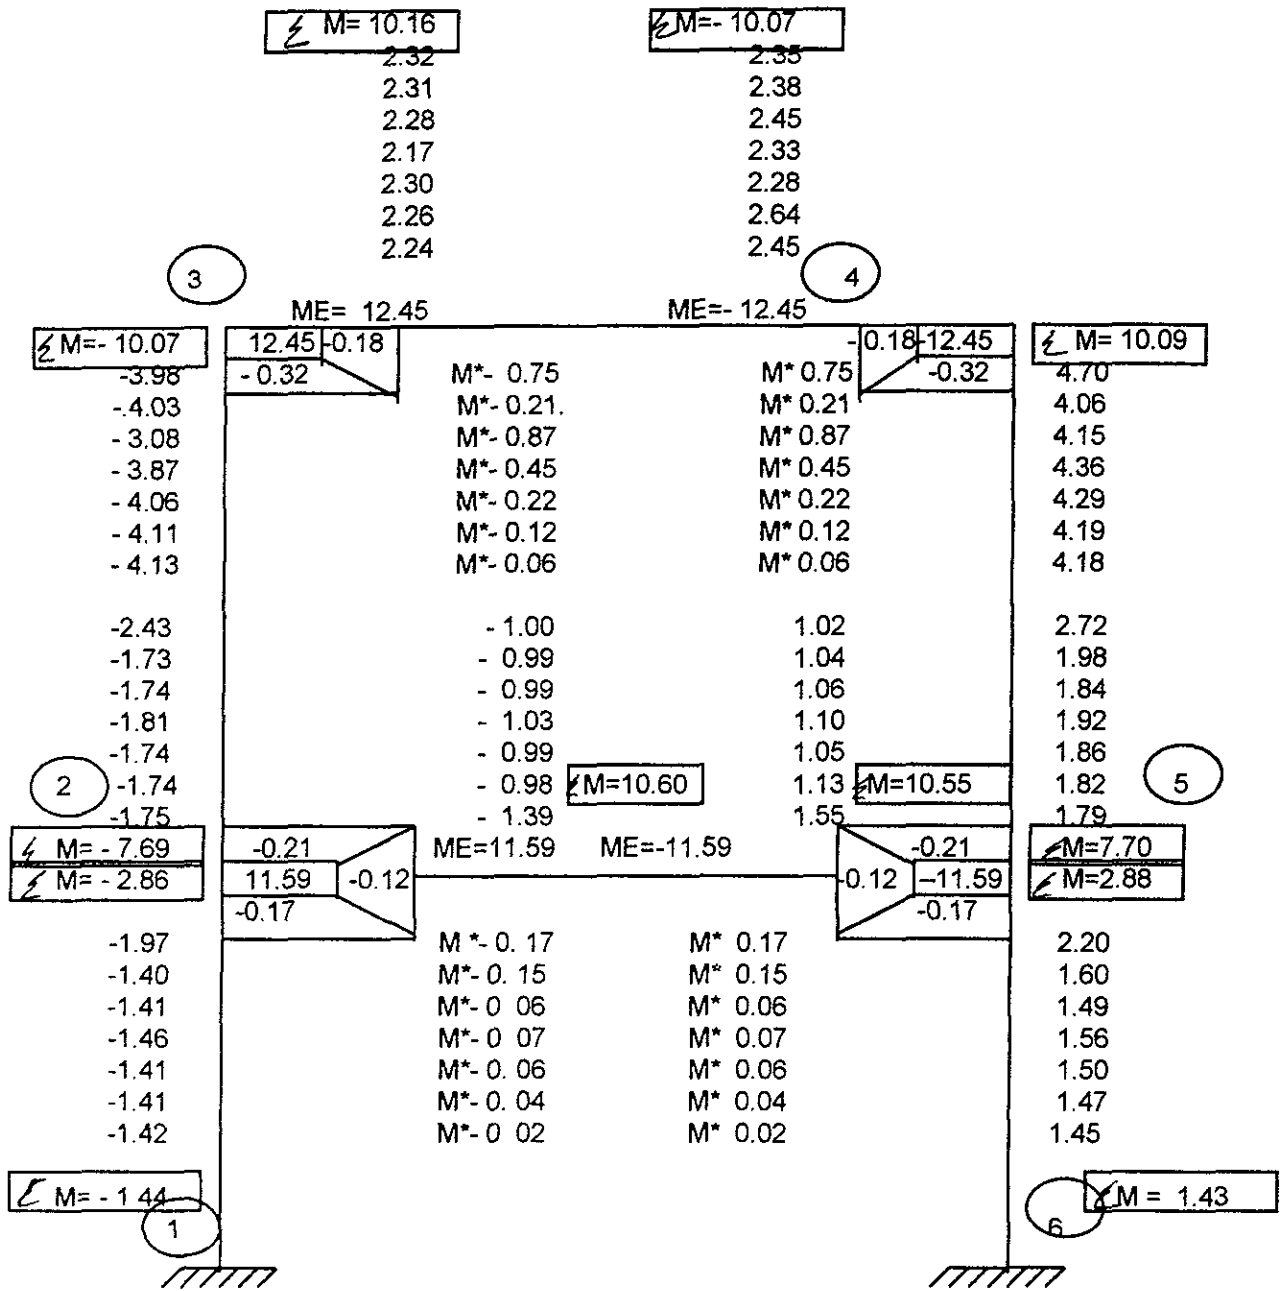 Σ M= 10.16 Σ M=- 10.07
2.32 2.35
2.31 2.38
2.28 2.45
2.17 2.33
2.30 2.28
2.26 2.64
2.24 2.45
3 4
ME= 12.45 ME=- 12.45
Σ M=- 10.07 12.45 -0.18 - 0.18 -12.45 Σ M= 10.09
-3.98 - 0.32 M*- 0.75 M* 0.75 -0.32 4.70
-.4.03 M*- 0.21. M* 0.21 4.06
- 3.08 M*- 0.87 M* 0.87 4.15
- 3.87 M*- 0.45 M* 0.45 4.36
- 4.06 M*- 0.22 M* 0.22 4.29
- 4.11 M*- 0.12 M* 0.12 4.19
- 4.13 M*- 0.06 M* 0.06 4.18
-2.43 - 1.00 1.02 2.72
-1.73 - 0.99 1.04 1.98
-1.74 - 0.99 1.06 1.84
-1.81 - 1.03 1.10 1.92
-1.74 - 0.99 1.05 1.86
2 -1.74 - 0.98 Σ M=10.60 1.13 Σ M=10.55 1.82 5
-1.75 - 1.39 1.55 1.79
Σ M= - 7.69 -0.21 ME=11.59 ME=-11.59 -0.21 Σ M=7.70
Σ M= - 2.86 11.59 -0.12 -0.12 –11.59 Σ M=2.88
-0.17 -0.17
-1.97 M *- 0. 17 M* 0.17 2.20
-1.40 M*- 0. 15 M* 0.15 1.60
-1.41 M*- 0 06 M* 0.06 1.49
-1.46 M*- 0 07 M* 0.07 1.56
-1.41 M*- 0.06 M* 0.06 1.50
-1.41 M*- 0. 04 M* 0.04 1.47
-1.42 M*- 0 02 M* 0.02 1.45
Σ M= - 1 44 Σ M = 1.43
1 6